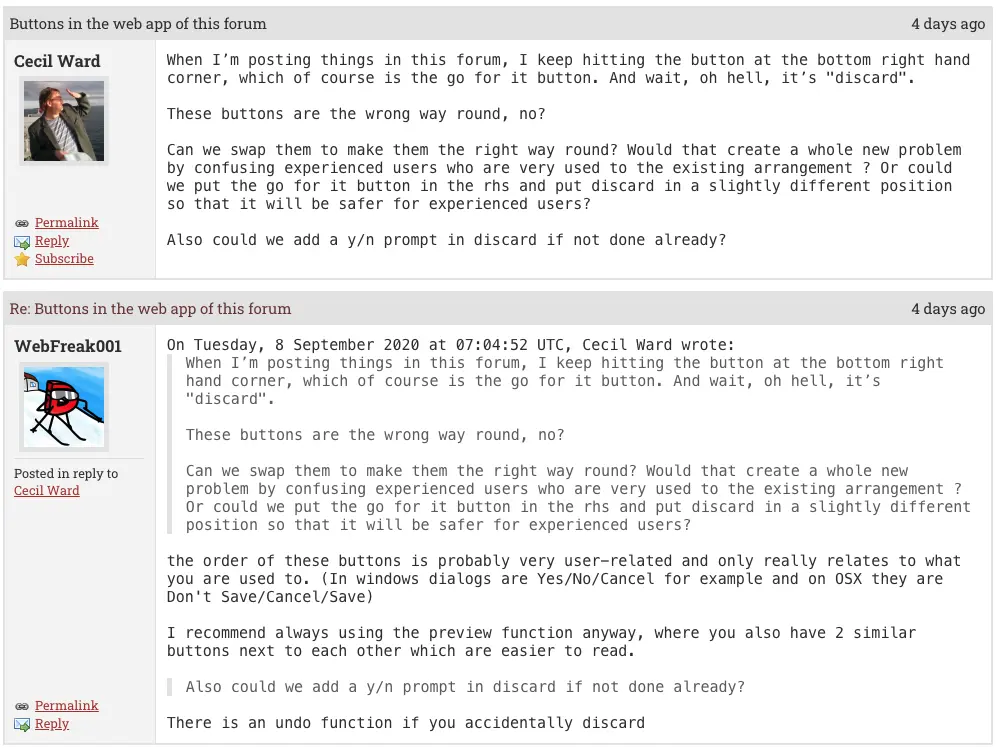 Buttons in the web app of this forum 4 days ago
Cecil Ward
When I’m posting things in this forum, I keep hitting the button at the bottom right hand
corner, which of course is the go for it button. And wait, oh hell, it’s "discard".
These buttons are the wrong way round, no?
Can we swap them to make them the right way round? Would that create a whole new problem
by confusing experienced users who are very used to the existing arrangement ? Or could
we put the go for it button in the rhs and put discard in a slightly different position
so that it will be safer for experienced users?
Also could we add a y/n prompt in discard if not done already?
Permalink
Reply
Subscribe
Re: Buttons in the web app of this forum 4 days ago
WebFreak001
Posted in reply to
Cecil Ward
On Tuesday, 8 September 2020 at 07:04:52 UTC, Cecil Ward wrote:
When I’m posting things in this forum, I keep hitting the button at the bottom right
hand corner, which of course is the go for it button. And wait, oh hell, it’s
"discard".
These buttons are the wrong way round, no?
Can we swap them to make them the right way round? Would that create a whole new
problem by confusing experienced users who are very used to the existing arrangement ?
Or could we put the go for it button in the rhs and put discard in a slightly different
position so that it will be safer for experienced users?
the order of these buttons is probably very user-related and only really relates to what
you are used to. (In windows dialogs are Yes/No/Cancel for example and on OSX they are
Don't Save/Cancel/Save)
I recommend always using the preview function anyway, where you also have 2 similar
buttons next to each other which are easier to read.
Also could we add a y/n prompt in discard if not done already?
There is an undo function if you accidentally discard
Permalink
Reply